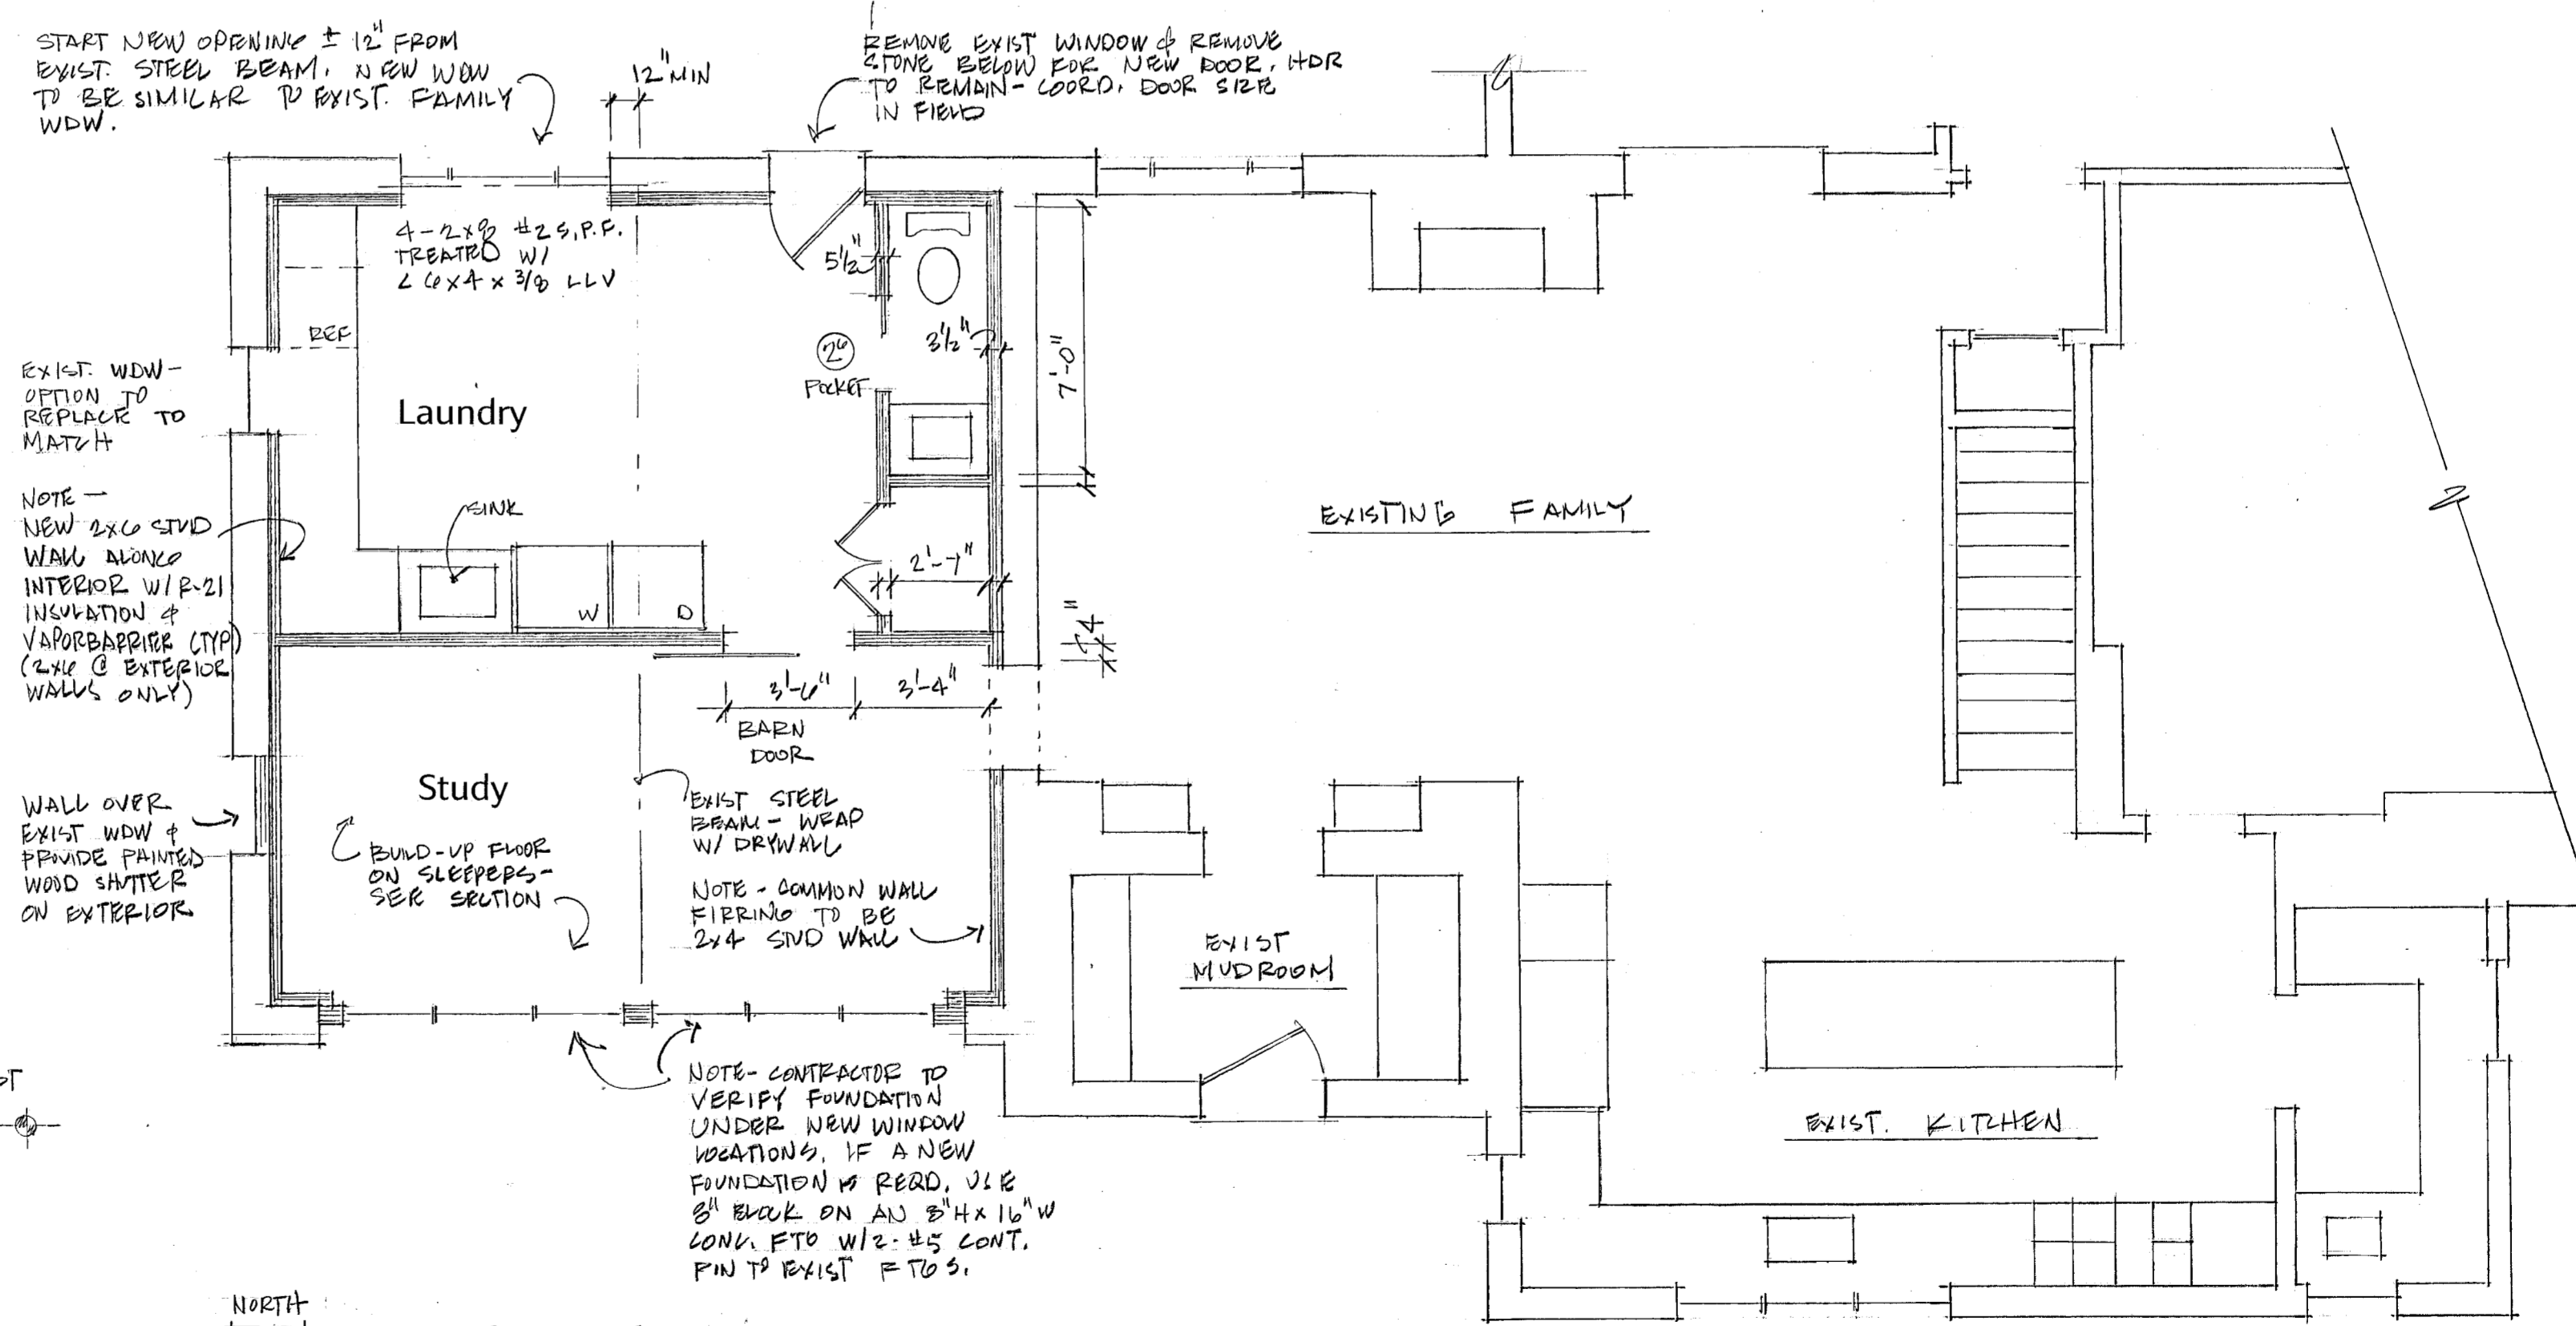 START NEW OPENING ± 12" FROM
EXIST. STEEL BEAM. NEW WDW
TO BE SIMILAR TO EXIST. FAMILY
WDW.
12" MIN
REMOVE EXIST WINDOW & REMOVE
STONE BELOW FOR NEW DOOR, HDR
TO REMAIN - COORD. DOOR SIZE
IN FIELD
4-2x8 #2 S.P.F.
TREATED W/
L 6x4 x 3/8 LLV
5 1/2"
REF
26
POCKET
3 1/2"
7'-0"
EXIST. WDW-
OPTION TO
REPLACE TO
MATCH
Laundry
NOTE -
NEW 2x6 STUD
WALL ALONG
INTERIOR W/ R-21
INSULATION &
VAPORBARRIER (TYP)
(2x6 @ EXTERIOR
WALLS ONLY)
SINK
W
D
2'-7"
4"
EXISTING FAMILY
3'-6"
3'-4"
BARN
DOOR
Study
WALL OVER
EXIST WDW &
PROVIDE PAINTED
WOOD SHUTTER
ON EXTERIOR
BUILD-UP FLOOR
ON SLEEPERS-
SEE SECTION
EXIST STEEL
BEAM - WRAP
W/ DRYWALL
NOTE - COMMON WALL
FIRRING TO BE
2x4 STUD WALL
EXIST
MUDROOM
NOTE - CONTRACTOR TO
VERIFY FOUNDATION
UNDER NEW WINDOW
LOCATIONS. IF A NEW
FOUNDATION IS REQD, USE
8" BLOCK ON AN 8"H x 16"W
CONC. FTG W/2-#5 CONT.
PIN TO EXIST FTGS.
EXIST. KITCHEN
NORTH